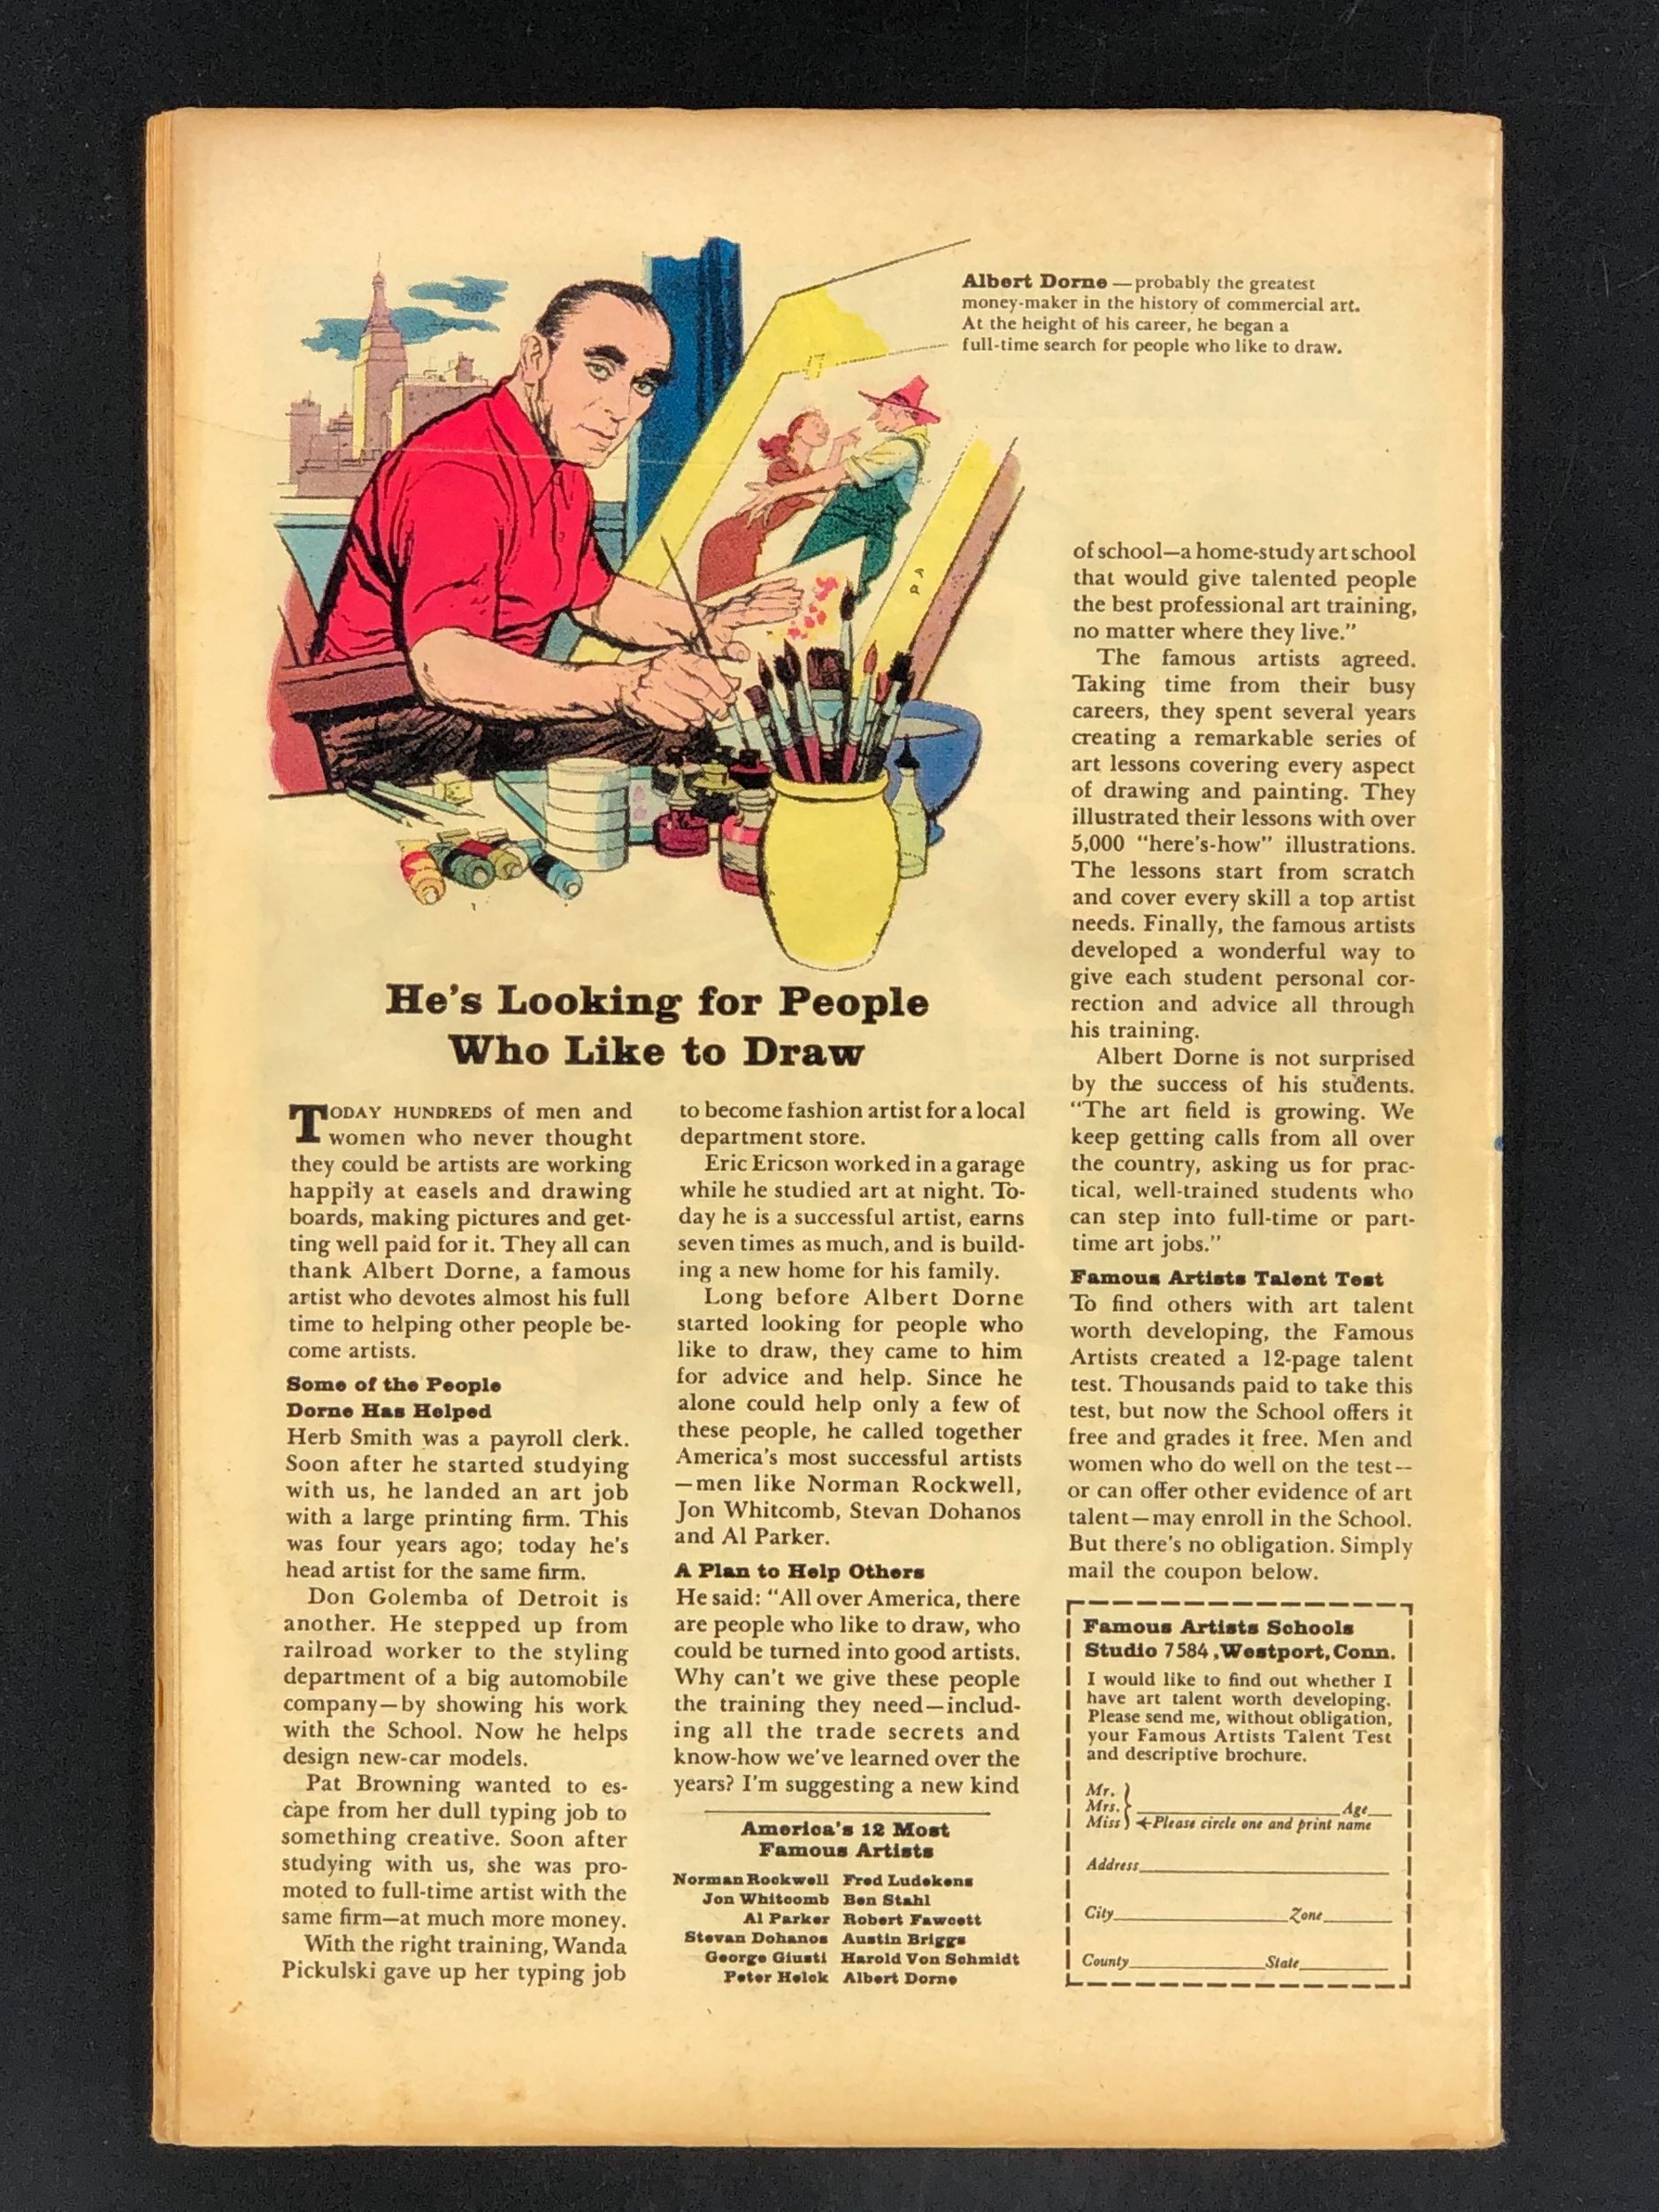 Albert Dorne — probably the greatest
money-maker in the history of commercial art.
At the height of his career, he began a
full-time search for people who like to draw.
He's Looking for People
Who Like to Draw
TODAY HUNDREDS of men and
women who never thought
they could be artists are working
happily at easels and drawing
boards, making pictures and get-
ting well paid for it. They all can
thank Albert Dorne, a famous
artist who devotes almost his full
time to helping other people be-
come artists.
Some of the People
Dorne Has Helped
Herb Smith was a payroll clerk.
Soon after he started studying
with us, he landed an art job
with a large printing firm. This
was four years ago; today he's
head artist for the same firm.
Don Golemba of Detroit is
another. He stepped up from
railroad worker to the styling
department of a big automobile
company—by showing his work
with the School. Now he helps
design new-car models.
Pat Browning wanted to es-
cape from her dull typing job to
something creative. Soon after
studying with us, she was pro-
moted to full-time artist with the
same firm—at much more money.
With the right training, Wanda
Pickulski gave up her typing job
to become fashion artist for a local
department store.
Eric Ericson worked in a garage
while he studied art at night. To-
day he is a successful artist, earns
seven times as much, and is build-
ing a new home for his family.
Long before Albert Dorne
started looking for people who
like to draw, they came to him
for advice and help. Since he
alone could help only a few of
these people, he called together
America's most successful artists
—men like Norman Rockwell,
Jon Whitcomb, Stevan Dohanos
and Al Parker.
A Plan to Help Others
He said: "All over America, there
are people who like to draw, who
could be turned into good artists.
Why can't we give these people
the training they need—includ-
ing all the trade secrets and
know-how we've learned over the
years? I'm suggesting a new kind
America's 12 Most
Famous Artists
Norman Rockwell Fred Ludekens
Jon Whitcomb Ben Stahl
Al Parker Robert Fawcett
Stevan Dohanos Austin Briggs
George Giusti Harold Von Schmidt
Peter Helck Albert Dorne
of school—a home-study art school
that would give talented people
the best professional art training,
no matter where they live."
The famous artists agreed.
Taking time from their busy
careers, they spent several years
creating a remarkable series of
art lessons covering every aspect
of drawing and painting. They
illustrated their lessons with over
5,000 "here's-how" illustrations.
The lessons start from scratch
and cover every skill a top artist
needs. Finally, the famous artists
developed a wonderful way to
give each student personal cor-
rection and advice all through
his training.
Albert Dorne is not surprised
by the success of his students.
"The art field is growing. We
keep getting calls from all over
the country, asking us for prac-
tical, well-trained students who
can step into full-time or part-
time art jobs."
Famous Artists Talent Test
To find others with art talent
worth developing, the Famous
Artists created a 12-page talent
test. Thousands paid to take this
test, but now the School offers it
free and grades it free. Men and
women who do well on the test—
or can offer other evidence of art
talent—may enroll in the School.
But there's no obligation. Simply
mail the coupon below.
Famous Artists Schools
Studio 7584, Westport, Conn.
I would like to find out whether I
have art talent worth developing.
Please send me, without obligation,
your Famous Artists Talent Test
and descriptive brochure.
Mr.
Mrs. Age
Miss Please circle one and print name
Address
City Zone
County State